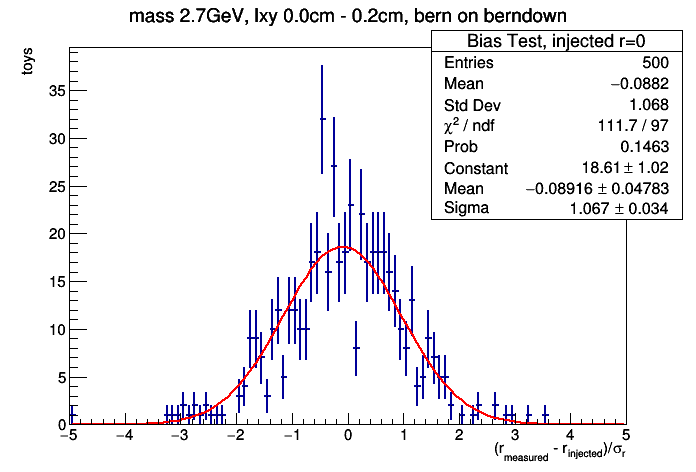 mass 2.7GeV, lxy 0.0cm - 0.2cm, bern on berndown
toys
Bias Test, injected r=0
Entries 500
Mean −0.0882
Std Dev 1.068
χ² / ndf 111.7 / 97
Prob 0.1463
Constant 18.61 ± 1.02
Mean −0.08916 ± 0.04783
Sigma 1.067 ± 0.034
35
30
25
20
15
10
5
0
−5 −4 −3 −2 −1 0 1 2 3 4 5
(r_measured - r_injected)/σ_r